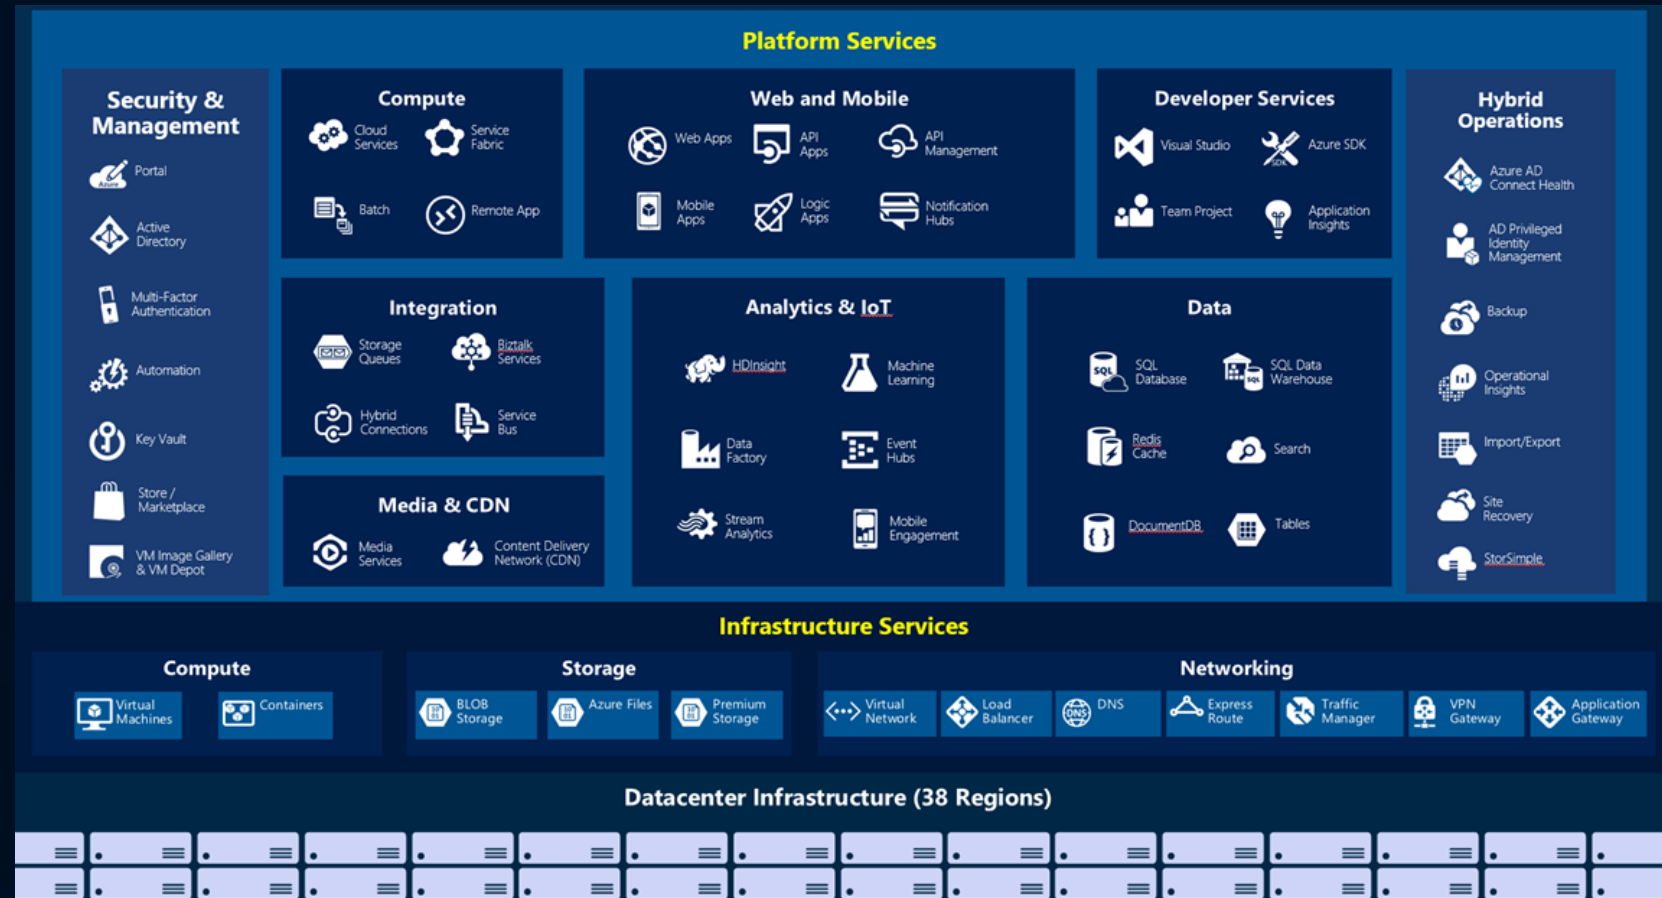 Platform Services
Security &
Management
Portal
Azure
Active
Directory
Multi-Factor
Authentication
Automation
Key Vault
Store /
Marketplace
VM Image Gallery
& VM Depot
Compute
Cloud
Services
Service
Fabric
Batch
Remote App
Web and Mobile
Web Apps
API
Apps
API
Management
Mobile
Apps
Logic
Apps
Notification
Hubs
Developer Services
Visual Studio
SDK
Azure SDK
Team Project
Application
Insights
Hybrid
Operations
Azure AD
Connect Health
AD Privileged
Identity
Management
Backup
Operational
Insights
Import/Export
Site
Recovery
StorSimple
Integration
Storage
Queues
Biztalk
Services
Hybrid
Connections
Service
Bus
Media & CDN
Media
Services
Content Delivery
Network (CDN)
Analytics & IoT
HDInsight
Machine
Learning
Data
Factory
Event
Hubs
Stream
Analytics
Mobile
Engagement
Data
SQL
SQL
Database
SQL
SQL Data
Warehouse
Redis
Cache
Search
{ }
DocumentDB
Tables
Infrastructure Services
Compute
Virtual
Machines
Containers
Storage
BLOB
Storage
Azure Files
Premium
Storage
Networking
Virtual
Network
Load
Balancer
DNS
DNS
Express
Route
Traffic
Manager
VPN
Gateway
Application
Gateway
Datacenter Infrastructure (38 Regions)